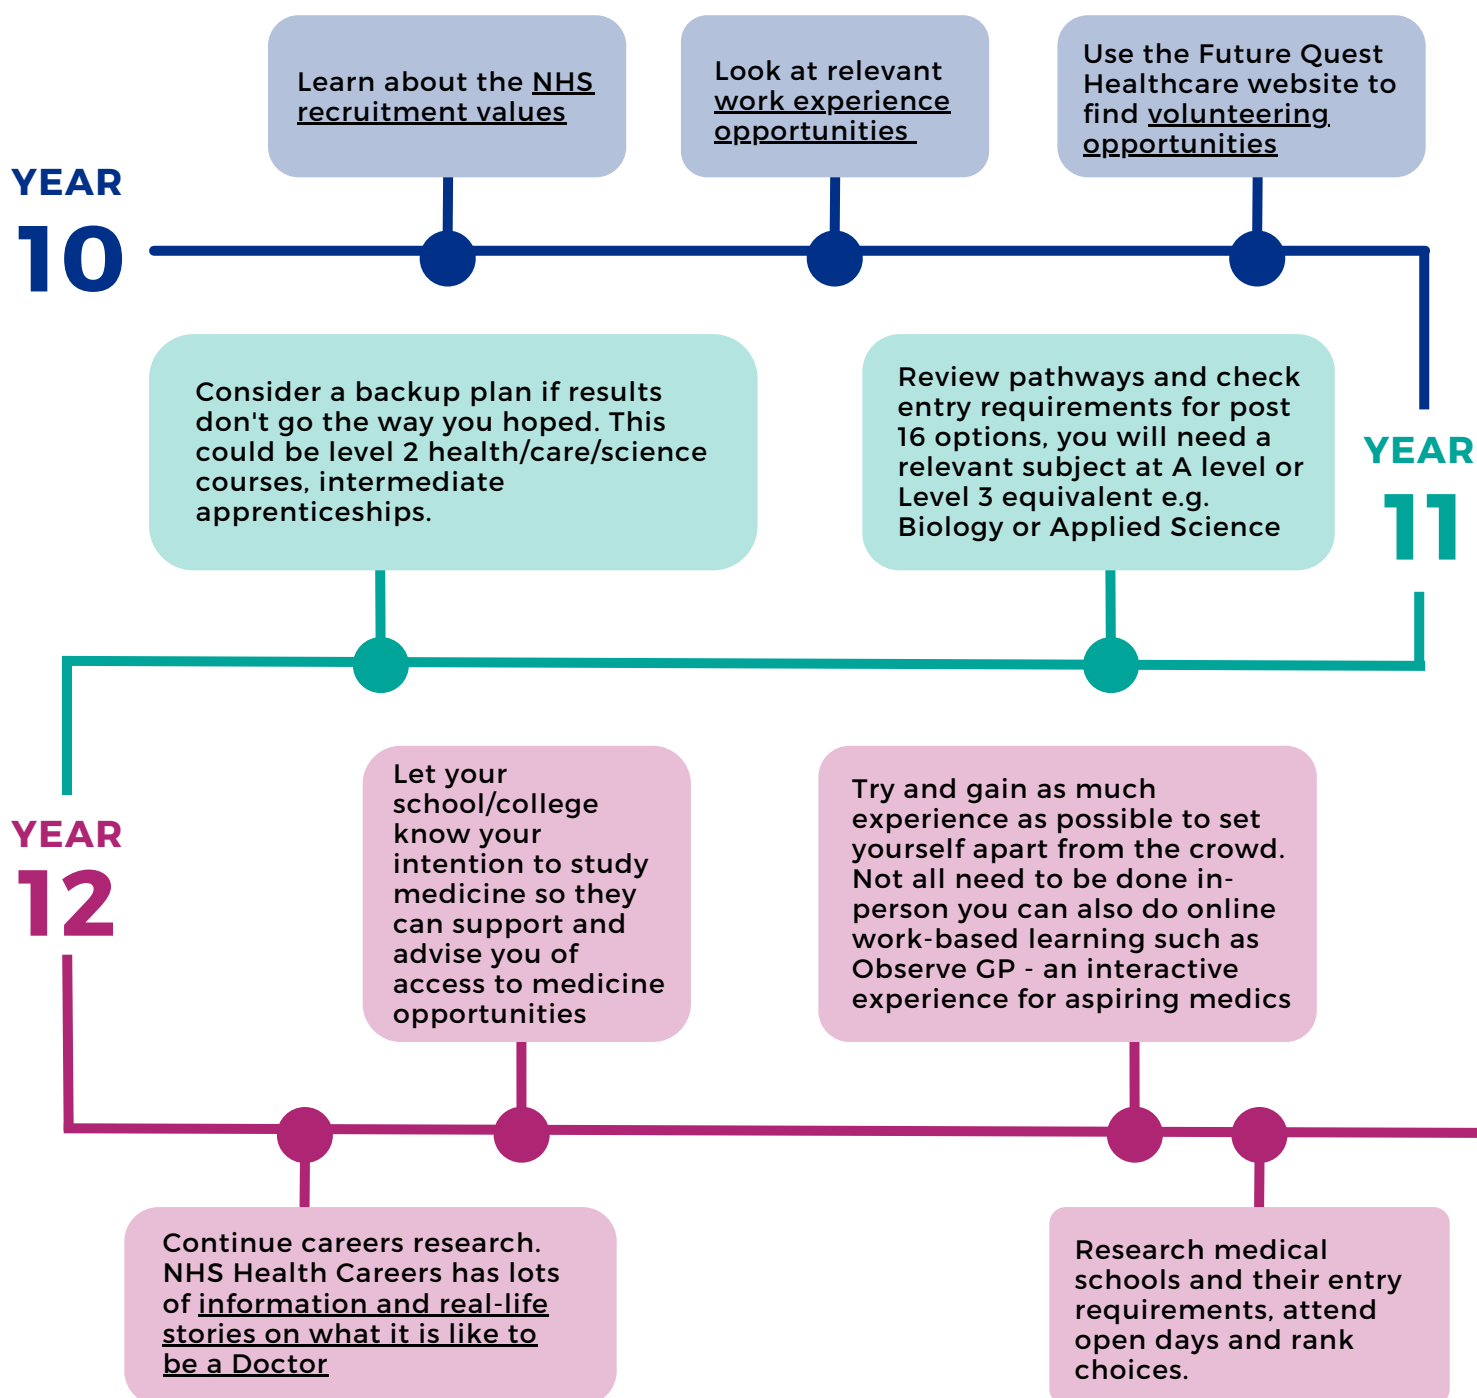 YEAR
10
Learn about the NHS
recruitment values
Look at relevant
work experience
opportunities
Use the Future Quest
Healthcare website to
find volunteering
opportunities
YEAR
11
Review pathways and check
entry requirements for post
16 options, you will need a
relevant subject at A level or
Level 3 equivalent e.g.
Biology or Applied Science
Consider a backup plan if results
don't go the way you hoped. This
could be level 2 health/care/science
courses, intermediate
apprenticeships.
YEAR
12
Continue careers research.
NHS Health Careers has lots
of information and real-life
stories on what it is like to
be a Doctor
Let your
school/college
know your
intention to study
medicine so they
can support and
advise you of
access to medicine
opportunities
Try and gain as much
experience as possible to set
yourself apart from the crowd.
Not all need to be done in-
person you can also do online
work-based learning such as
Observe GP - an interactive
experience for aspiring medics
Research medical
schools and their entry
requirements, attend
open days and rank
choices.